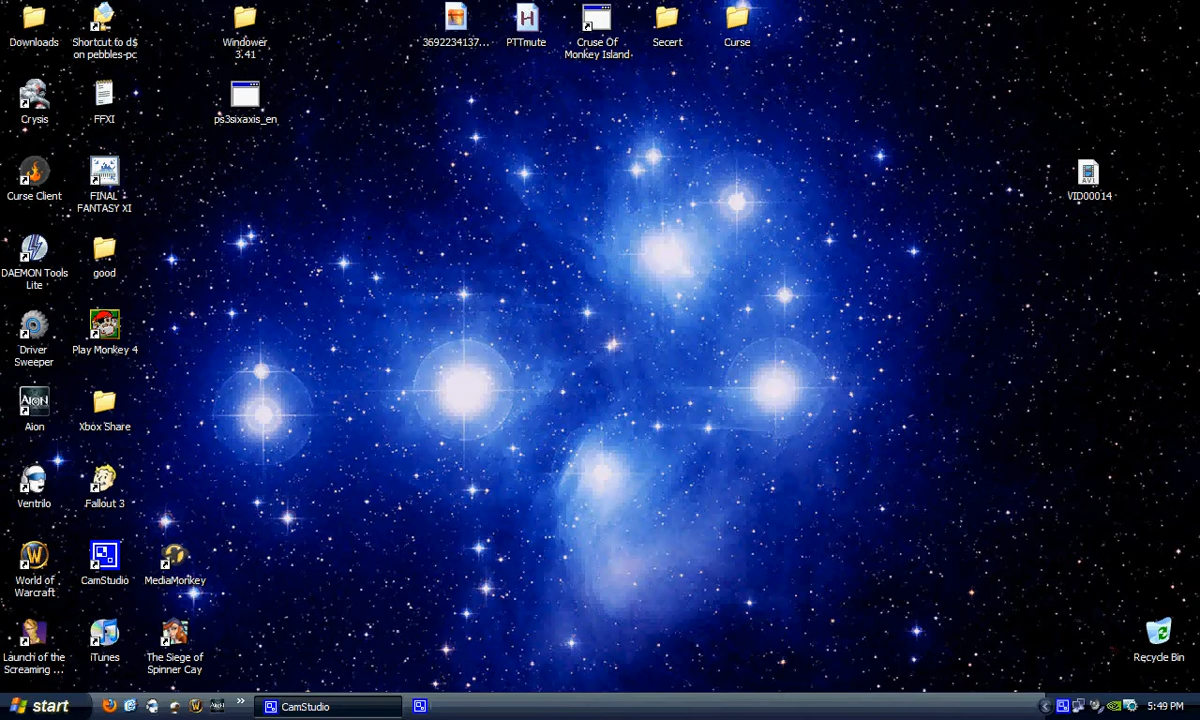 Downloads
Shortcut to d$
on pebbles-pc
Windower
3.41
3692234137...
PTTmute
Cruse Of
Monkey Island
Secert
Curse
Crysis
FFXI
ps3sixaxis_en
Curse Client
FINAL
FANTASY XI
AVI
VID00014
DAEMON Tools
Lite
good
Driver
Sweeper
Play Monkey 4
AION
Aion
Xbox Share
Ventrilo
Fallout 3
World of
Warcraft
CamStudio
MediaMonkey
Launch of the
Screaming ...
iTunes
The Siege of
Spinner Cay
Recycle Bin
start
CamStudio
5:49 PM